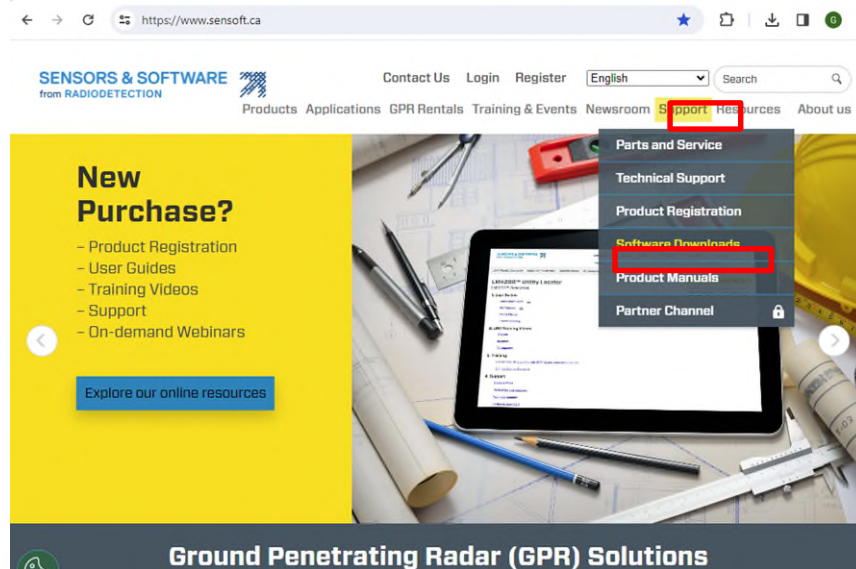 https://www.sensoft.ca
G
SENSORS & SOFTWARE
from RADIODETECTION
Contact Us Login Register English Search
Products Applications GPR Rentals Training & Events Newsroom Support Resources About us
Parts and Service
Technical Support
Product Registration
Software Downloads
Product Manuals
Partner Channel
New
Purchase?
– Product Registration
– User Guides
– Training Videos
– Support
– On-demand Webinars
Explore our online resources
LMX200™ Utility Locator
Ground Penetrating Radar (GPR) Solutions